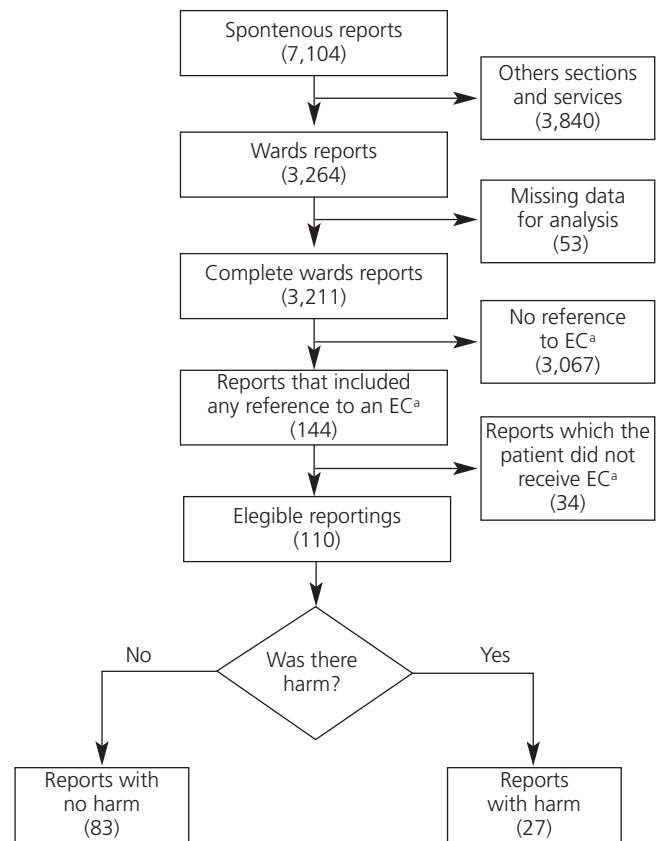 Spontenous reports
(7,104)
Others sections
and services
(3,840)
Wards reports
(3,264)
Missing data
for analysis
(53)
Complete wards reports
(3,211)
No reference
to ECᵃ
(3,067)
Reports that included
any reference to an ECᵃ
(144)
Reports which the
patient did not
receive ECᵃ
(34)
Elegible reportings
(110)
Was there
harm?
No
Yes
Reports with
no harm
(83)
Reports
with harm
(27)